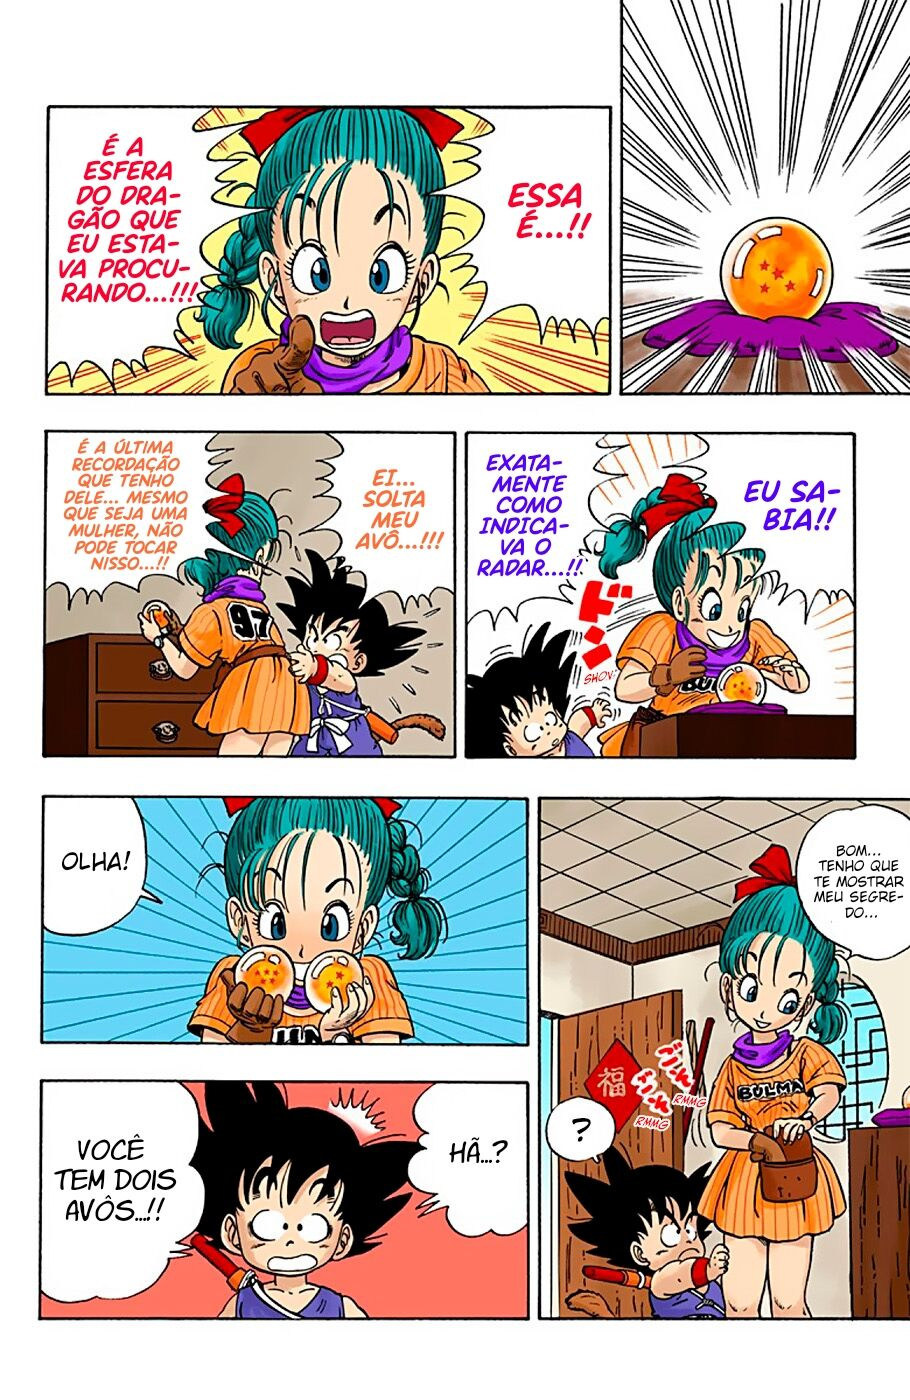 ESSA
É...!!
É A
ESFERA
DO DRA-
GÃO QUE
EU ESTA-
VA PROCU-
RANDO...!!!
EU SA-
BIA!!
EXATA-
MENTE
COMO
INDICA-
VA O
RADAR...!!
ドン
SHOV
EI...
SOLTA
MEU
AVÔ...!!!
É A ÚLTIMA
RECORDAÇÃO
QUE TENHO
DELE... MESMO
QUE SEJA UMA
MULHER, NÃO
PODE TOCAR
NISSO...!!
97
BOM...
TENHO QUE
TE MOSTRAR
MEU SEGRE-
DO...
BULMA
福
RMMG
RMMG
?
OLHA!
HÃ...?
VOCÊ
TEM DOIS
AVÔS...!!